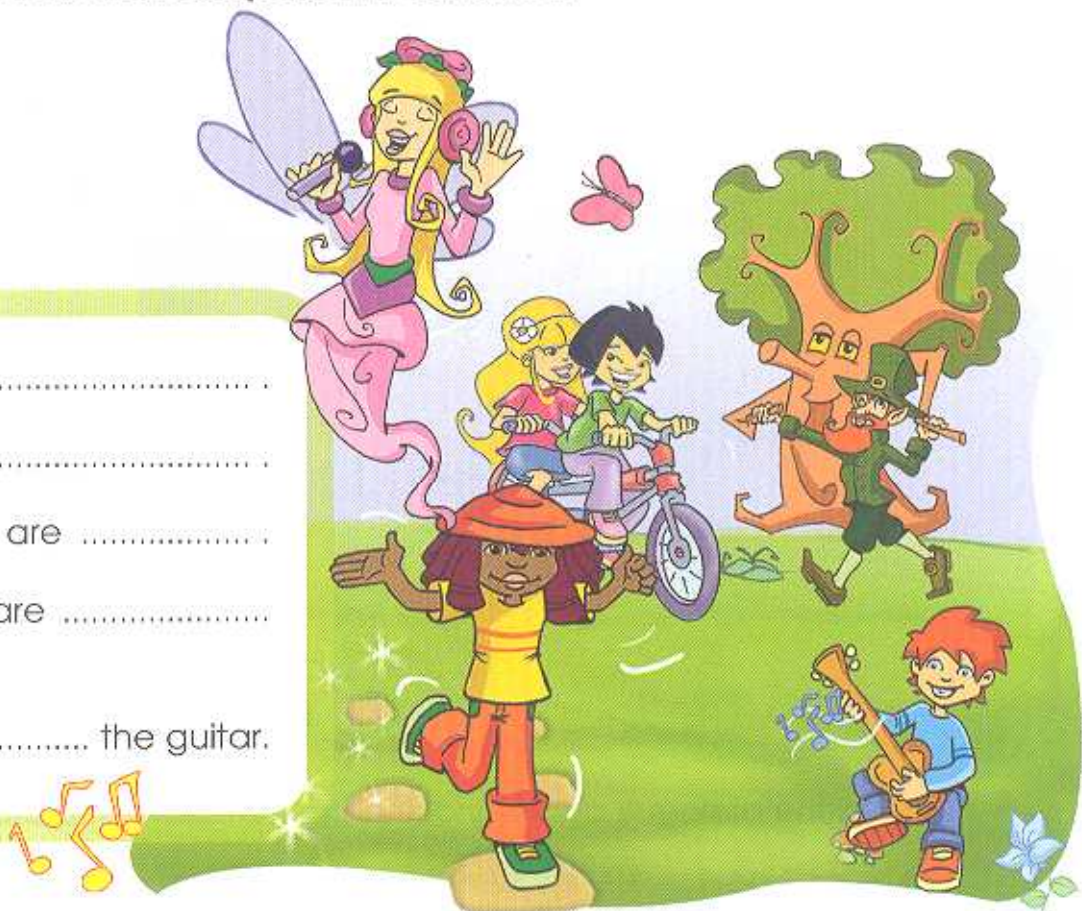 .
.
are .
are
the guitar.